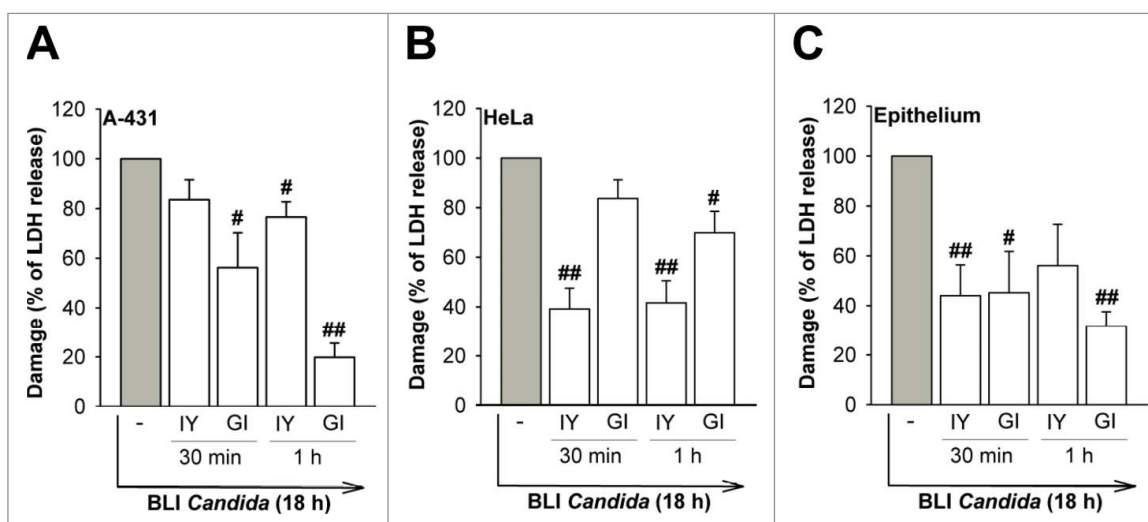 A
A-431
Damage (% of LDH release)
120
100
80
60
40
20
0
#
#
##
- IY GI IY GI
30 min 1 h
BLI Candida (18 h)
B
HeLa
Damage (% of LDH release)
120
100
80
60
40
20
0
##
##
#
- IY GI IY GI
30 min 1 h
BLI Candida (18 h)
C
Epithelium
Damage (% of LDH release)
120
100
80
60
40
20
0
##
#
##
- IY GI IY GI
30 min 1 h
BLI Candida (18 h)